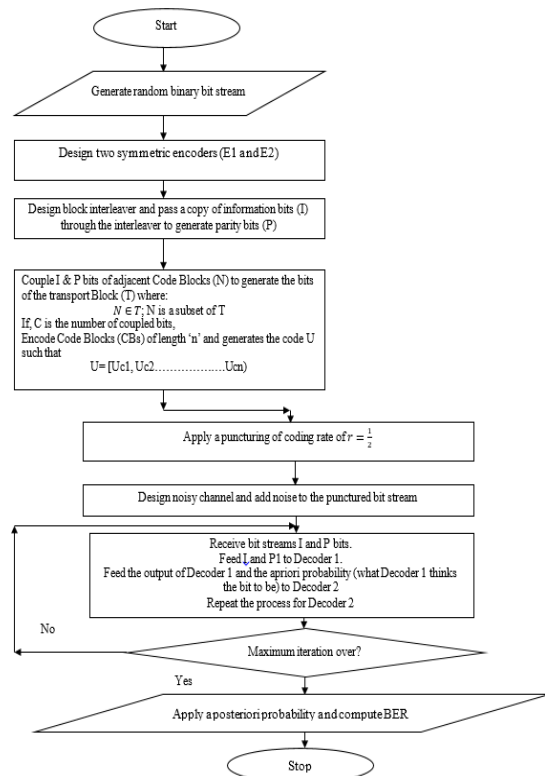 Start
Generate random binary bit stream
Design two symmetric encoders (E1 and E2)
Design block interleaver and pass a copy of information bits (I)
through the interleaver to generate parity bits (P)
Couple I & P bits of adjacent Code Blocks (N) to generate the bits
of the transport Block (T) where:
N ∈ T; N is a subset of T
If, C is the number of coupled bits,
Encode Code Blocks (CBs) of length ‘n’ and generates the code U
such that
U= [Uc1, Uc2……………….Ucn)
Apply a puncturing of coding rate of r = 1/2
Design noisy channel and add noise to the punctured bit stream
Receive bit streams I and P bits.
Feed I and P1 to Decoder 1.
Feed the output of Decoder 1 and the apriori probability (what Decoder 1 thinks
the bit to be) to Decoder 2
Repeat the process for Decoder 2
No
Maximum iteration over?
Yes
Apply a posteriori probability and compute BER
Stop